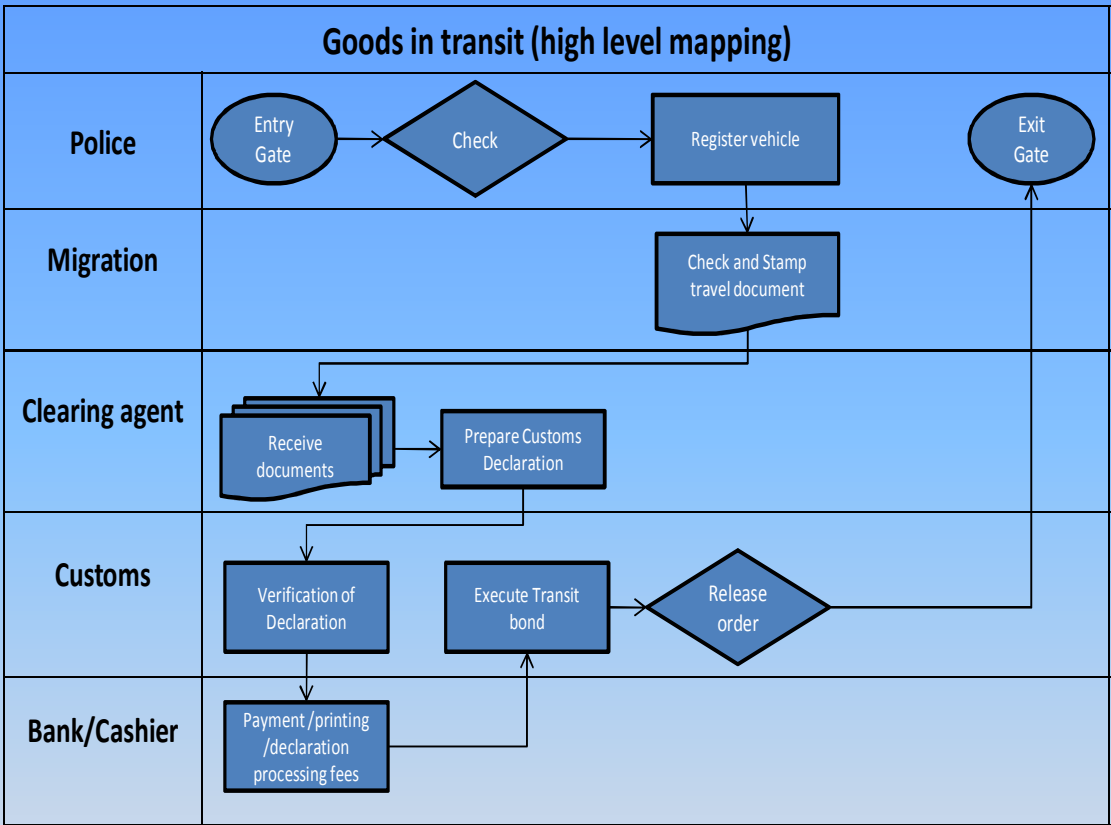 Goods in transit (high level mapping)
Police
Entry
Gate
Check
Register vehicle
Exit
Gate
Migration
Check and Stamp
travel document
Clearing agent
Receive
documents
Prepare Customs
Declaration
Customs
Verification of
Declaration
Execute Transit
bond
Release
order
Bank/Cashier
Payment /printing
/declaration
processing fees